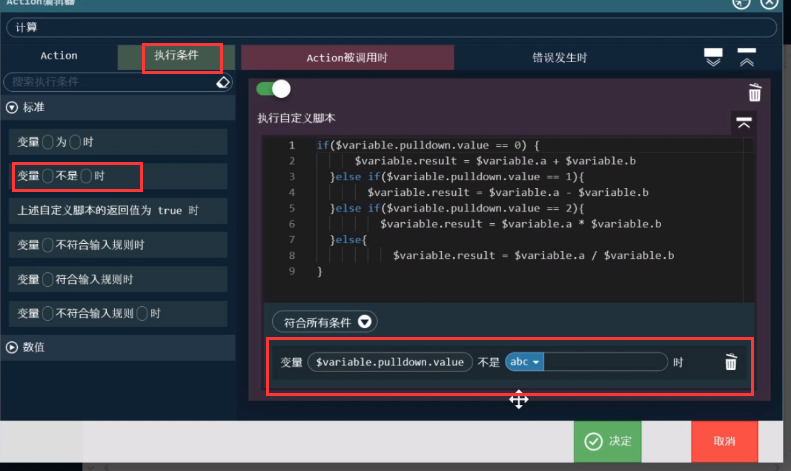 Action编辑器
计算
Action
执行条件
Action被调用时
错误发生时
搜索执行条件
标准
变量 为 时
变量 不是 时
上述自定义脚本的返回值为 true 时
变量 不符合输入规则时
变量 符合输入规则时
变量 不符合输入规则 时
数值
执行自定义脚本
1 if($variable.pulldown.value == 0) {
2 $variable.result = $variable.a + $variable.b
3 }else if($variable.pulldown.value == 1){
4 $variable.result = $variable.a - $variable.b
5 }else if($variable.pulldown.value == 2){
6 $variable.result = $variable.a * $variable.b
7 }else{
8 $variable.result = $variable.a / $variable.b
9 }
符合所有条件
变量 $variable.pulldown.value 不是 abc 时
决定
取消